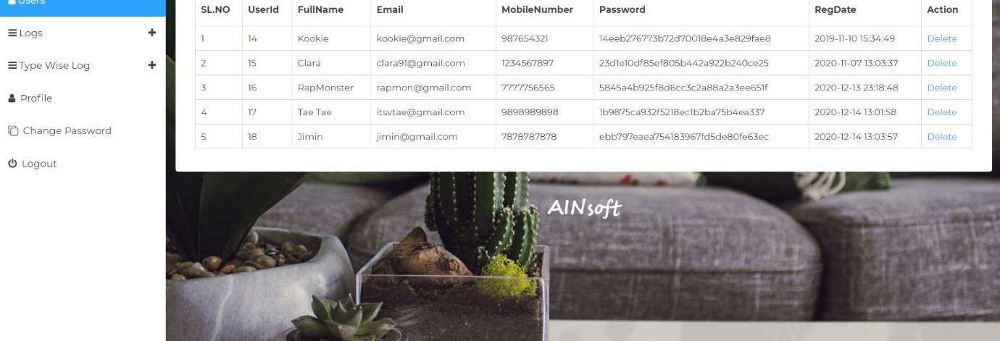 Users
SL.NO UserId FullName Email MobileNumber Password RegDate Action
Logs
1 14 Kookie kookie@gmail.com 987654321 14eeb276773b72d70018e4a3e829fae8 2019-11-10 15:34:49 Delete
2 15 Clara clara91@gmail.com 1234567897 23d1e10df85ef805b442a922b240ce25 2020-11-07 13:03:37 Delete
Type Wise Log
3 16 RapMonster rapmon@gmail.com 7777756565 5845a4b925f8d6cc3c2a88a2a3ee651f 2020-12-13 23:18:48 Delete
Profile
4 17 Tae Tae itsvtae@gmail.com 9898989898 1b9875ca932f5218ec1b2ba75b4ea337 2020-12-14 13:01:58 Delete
Change Password
5 18 Jimin jimin@gmail.com 7878787878 ebb797eaea754183967fd5de80fe63ec 2020-12-14 13:03:57 Delete
Logout
AINsoft